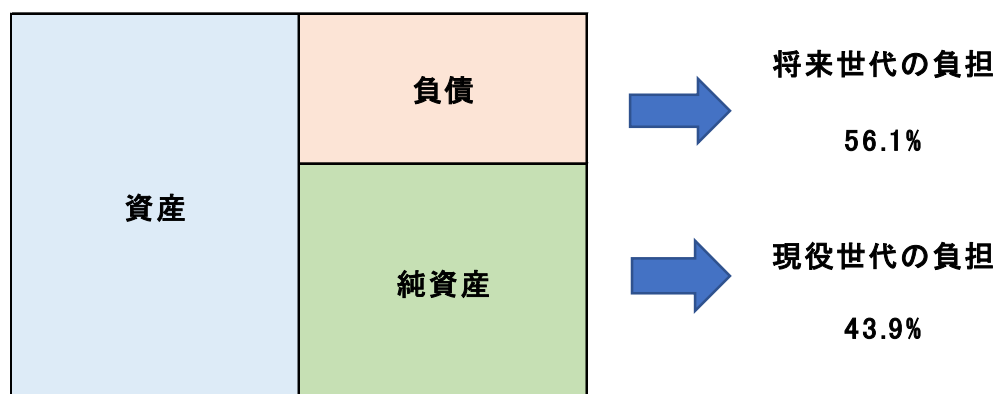 資産
負債
純資産
将来世代の負担
56.1%
現役世代の負担
43.9%